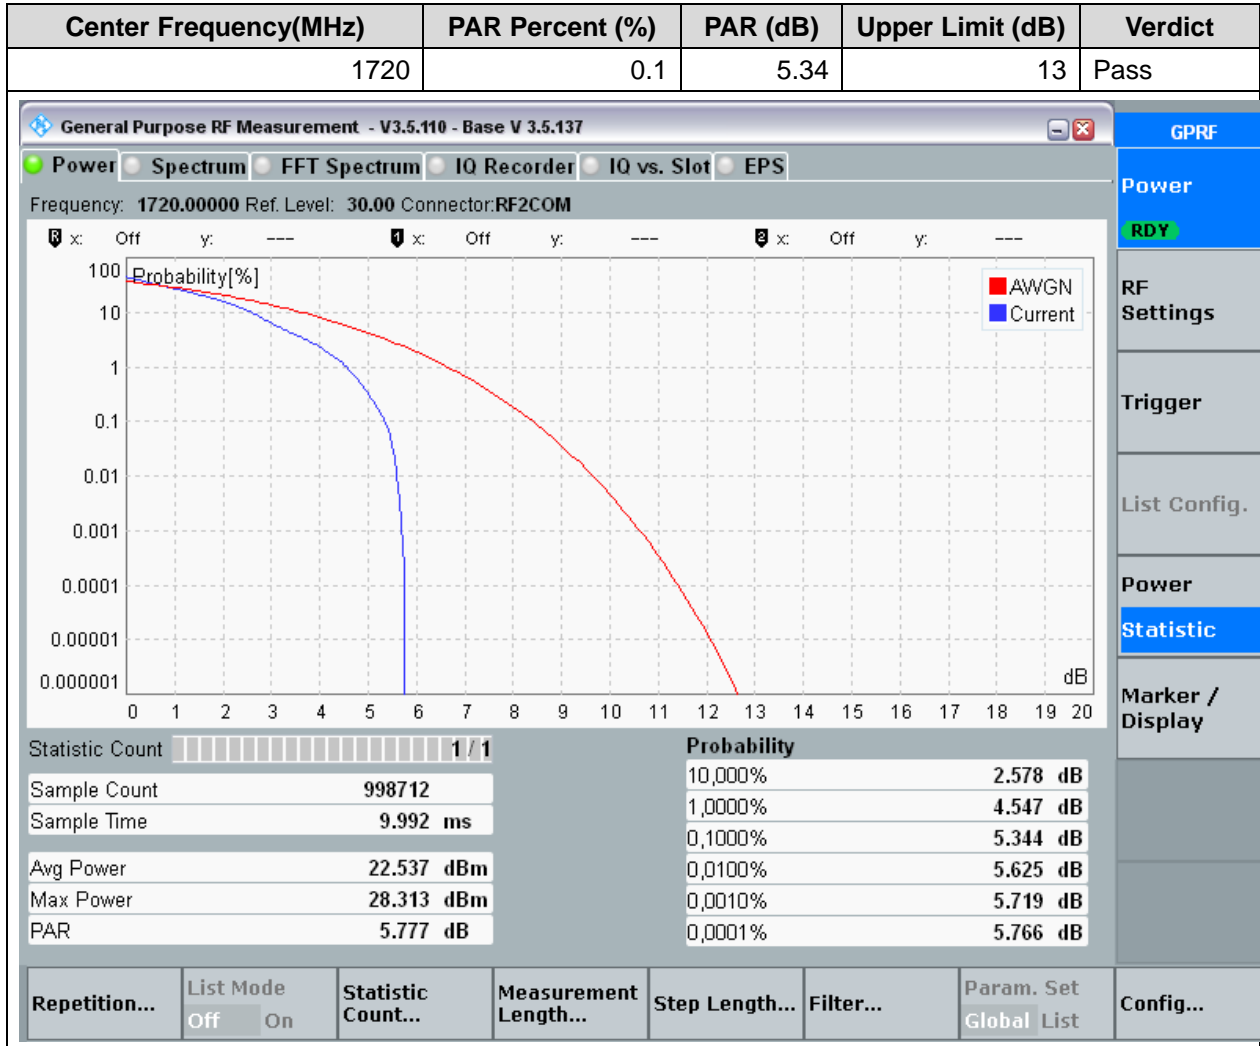 Center Frequency(MHz) PAR Percent (%) PAR (dB) Upper Limit (dB) Verdict
1720 0.1 5.34 13 Pass
General Purpose RF Measurement - V3.5.110 - Base V 3.5.137
GPRF
Power Spectrum FFT Spectrum IQ Recorder IQ vs. Slot EPS
Power
RDY
Frequency: 1720.00000 Ref. Level: 30.00 Connector:RF2COM
R x: Off y: --- 1 x: Off y: --- 2 x: Off y: ---
Probability[%]
AWGN
Current
100
10
1
0.1
0.01
0.001
0.0001
0.00001
0.000001
dB
0 1 2 3 4 5 6 7 8 9 10 11 12 13 14 15 16 17 18 19 20
RF
Settings
Trigger
List Config.
Power
Statistic
Marker /
Display
Statistic Count 1 / 1
Sample Count 998712
Sample Time 9.992 ms
Avg Power 22.537 dBm
Max Power 28.313 dBm
PAR 5.777 dB
Probability
10,000% 2.578 dB
1,0000% 4.547 dB
0,1000% 5.344 dB
0,0100% 5.625 dB
0,0010% 5.719 dB
0,0001% 5.766 dB
Repetition...
List Mode
Off On
Statistic
Count...
Measurement
Length...
Step Length...
Filter...
Param. Set
Global List
Config...